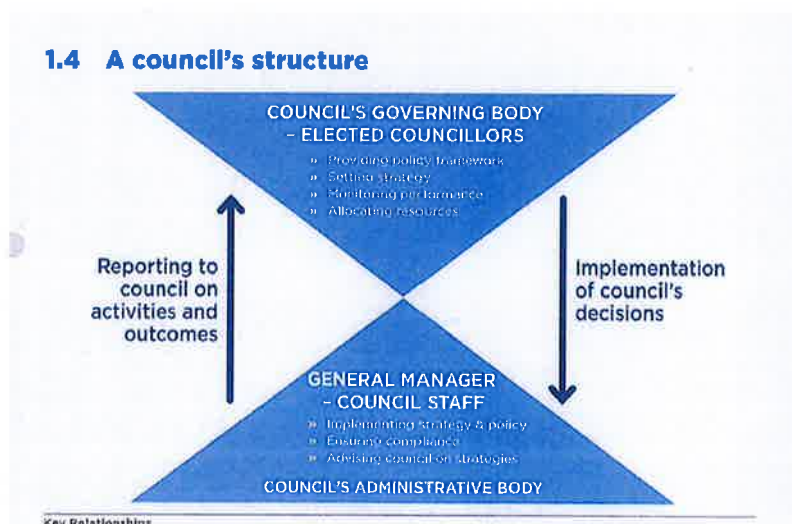 1.4 A council's structure
COUNCIL'S GOVERNING BODY
– ELECTED COUNCILLORS
» Providing policy framework
» Setting strategy
» Monitoring performance
» Allocating resources
Reporting to
council on
activities and
outcomes
Implementation
of council's
decisions
GENERAL MANAGER
– COUNCIL STAFF
» Implementing strategy & policy
» Ensuring compliance
» Advising council on strategies
COUNCIL'S ADMINISTRATIVE BODY
Key Relationships